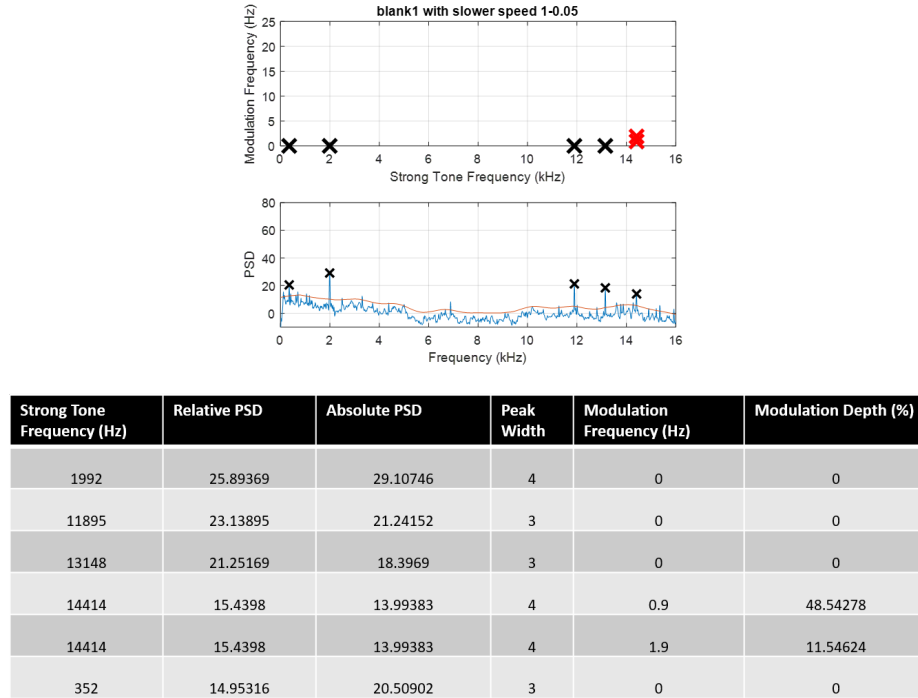 blank1 with slower speed 1-0.05
Modulation Frequency (Hz)
25
20
15
10
5
0
0 2 4 6 8 10 12 14 16
Strong Tone Frequency (kHz)
PSD
80
60
40
20
0
0 2 4 6 8 10 12 14 16
Frequency (kHz)
Strong Tone Frequency (Hz) Relative PSD Absolute PSD Peak Width Modulation Frequency (Hz) Modulation Depth (%)
1992 25.89369 29.10746 4 0 0
11895 23.13895 21.24152 3 0 0
13148 21.25169 18.3969 3 0 0
14414 15.4398 13.99383 4 0.9 48.54278
14414 15.4398 13.99383 4 1.9 11.54624
352 14.95316 20.50902 3 0 0